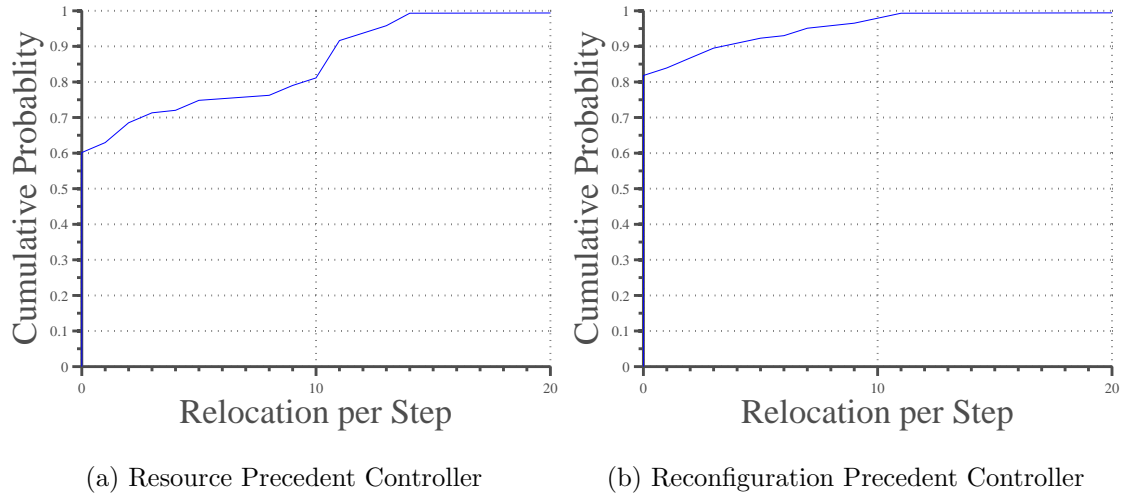 1
0.9
0.8
0.7
0.6
0.5
0.4
0.3
0.2
0.1
0
Cumulative Probablity
0 10 20
Relocation per Step
(a) Resource Precedent Controller
1
0.9
0.8
0.7
0.6
0.5
0.4
0.3
0.2
0.1
0
Cumulative Probablity
0 10 20
Relocation per Step
(b) Reconfiguration Precedent Controller